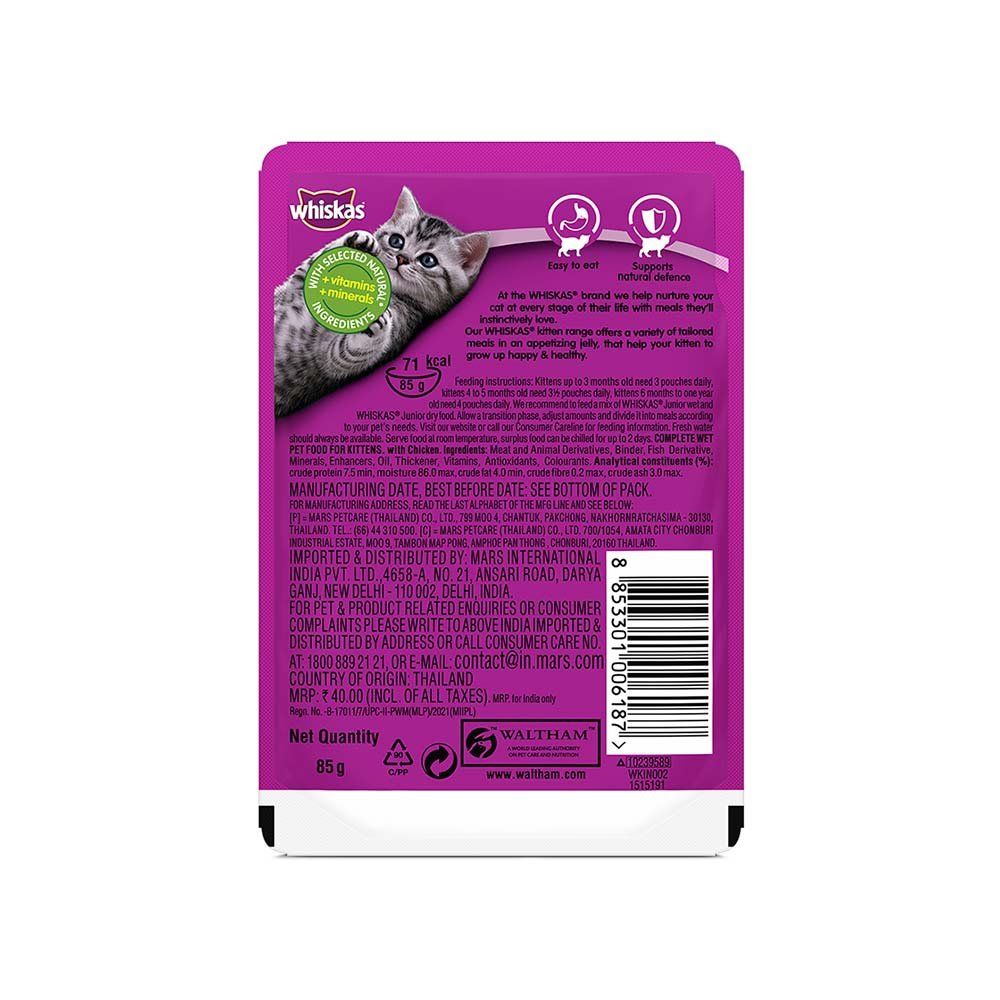 whiskas®
WITH SELECTED NATURAL*
+ vitamins
+ minerals
INGREDIENTS
Easy to eat
Supports
natural defence
At the WHISKAS® brand we help nurture your
cat at every stage of their life with meals they'll
instinctively love.
Our WHISKAS® kitten range offers a variety of tailored
meals in an appetizing jelly, that help your kitten to
grow up happy & healthy.
71 kcal
85 g
Feeding instructions: Kittens up to 3 months old need 3 pouches daily,
kittens 4 to 5 months old need 3½ pouches daily, kittens 6 months to one year
old need 4 pouches daily. We recommend to feed a mix of WHISKAS® Junior wet and
WHISKAS® Junior dry food. Allow a transition phase, adjust amounts and divide it into meals according
to your pet's needs. Visit our website or call our Consumer Careline for feeding information. Fresh water
should always be available. Serve food at room temperature, surplus food can be chilled for up to 2 days. COMPLETE WET
PET FOOD FOR KITTENS. with Chicken. Ingredients: Meat and Animal Derivatives, Binder, Fish Derivative,
Minerals, Enhancers, Oil, Thickener, Vitamins, Antioxidants, Colourants. Analytical constituents (%):
crude protein 7.5 min, moisture 86.0 max, crude fat 4.0 min, crude fibre 0.2 max, crude ash 3.0 max.
MANUFACTURING DATE, BEST BEFORE DATE: SEE BOTTOM OF PACK.
FOR MANUFACTURING ADDRESS, READ THE LAST ALPHABET OF THE MFG LINE AND SEE BELOW:
[P] = MARS PETCARE (THAILAND) CO., LTD., 799 MOO 4, CHANTUK, PAKCHONG, NAKHORNRATCHASIMA - 30130,
THAILAND. TEL.: (66) 44 310 500. [C] = MARS PETCARE (THAILAND) CO., LTD. 700/1054, AMATA CITY CHONBURI
INDUSTRIAL ESTATE, MOO 9, TAMBON MAP PONG, AMPHOE PAN THONG, CHONBURI, 20160 THAILAND.
IMPORTED & DISTRIBUTED BY: MARS INTERNATIONAL
INDIA PVT. LTD.,4658-A, NO. 21, ANSARI ROAD, DARYA
GANJ, NEW DELHI - 110 002, DELHI, INDIA.
FOR PET & PRODUCT RELATED ENQUIRIES OR CONSUMER
COMPLAINTS PLEASE WRITE TO ABOVE INDIA IMPORTED &
DISTRIBUTED BY ADDRESS OR CALL CONSUMER CARE NO.
AT: 1800 889 21 21, OR E-MAIL: contact@in.mars.com
COUNTRY OF ORIGIN: THAILAND
MRP: ₹ 40.00 (INCL. OF ALL TAXES). MRP. for India only
Regn. No. -B-17011/7/UPC-II-PWM(MLP)/2021(MIIPL)
8 853301 006187 >
Net Quantity
85 g
90
C/PP
WALTHAM™
A WORLD LEADING AUTHORITY
ON PET CARE AND NUTRITION
www.waltham.com
10239589
WKIN002
1515191